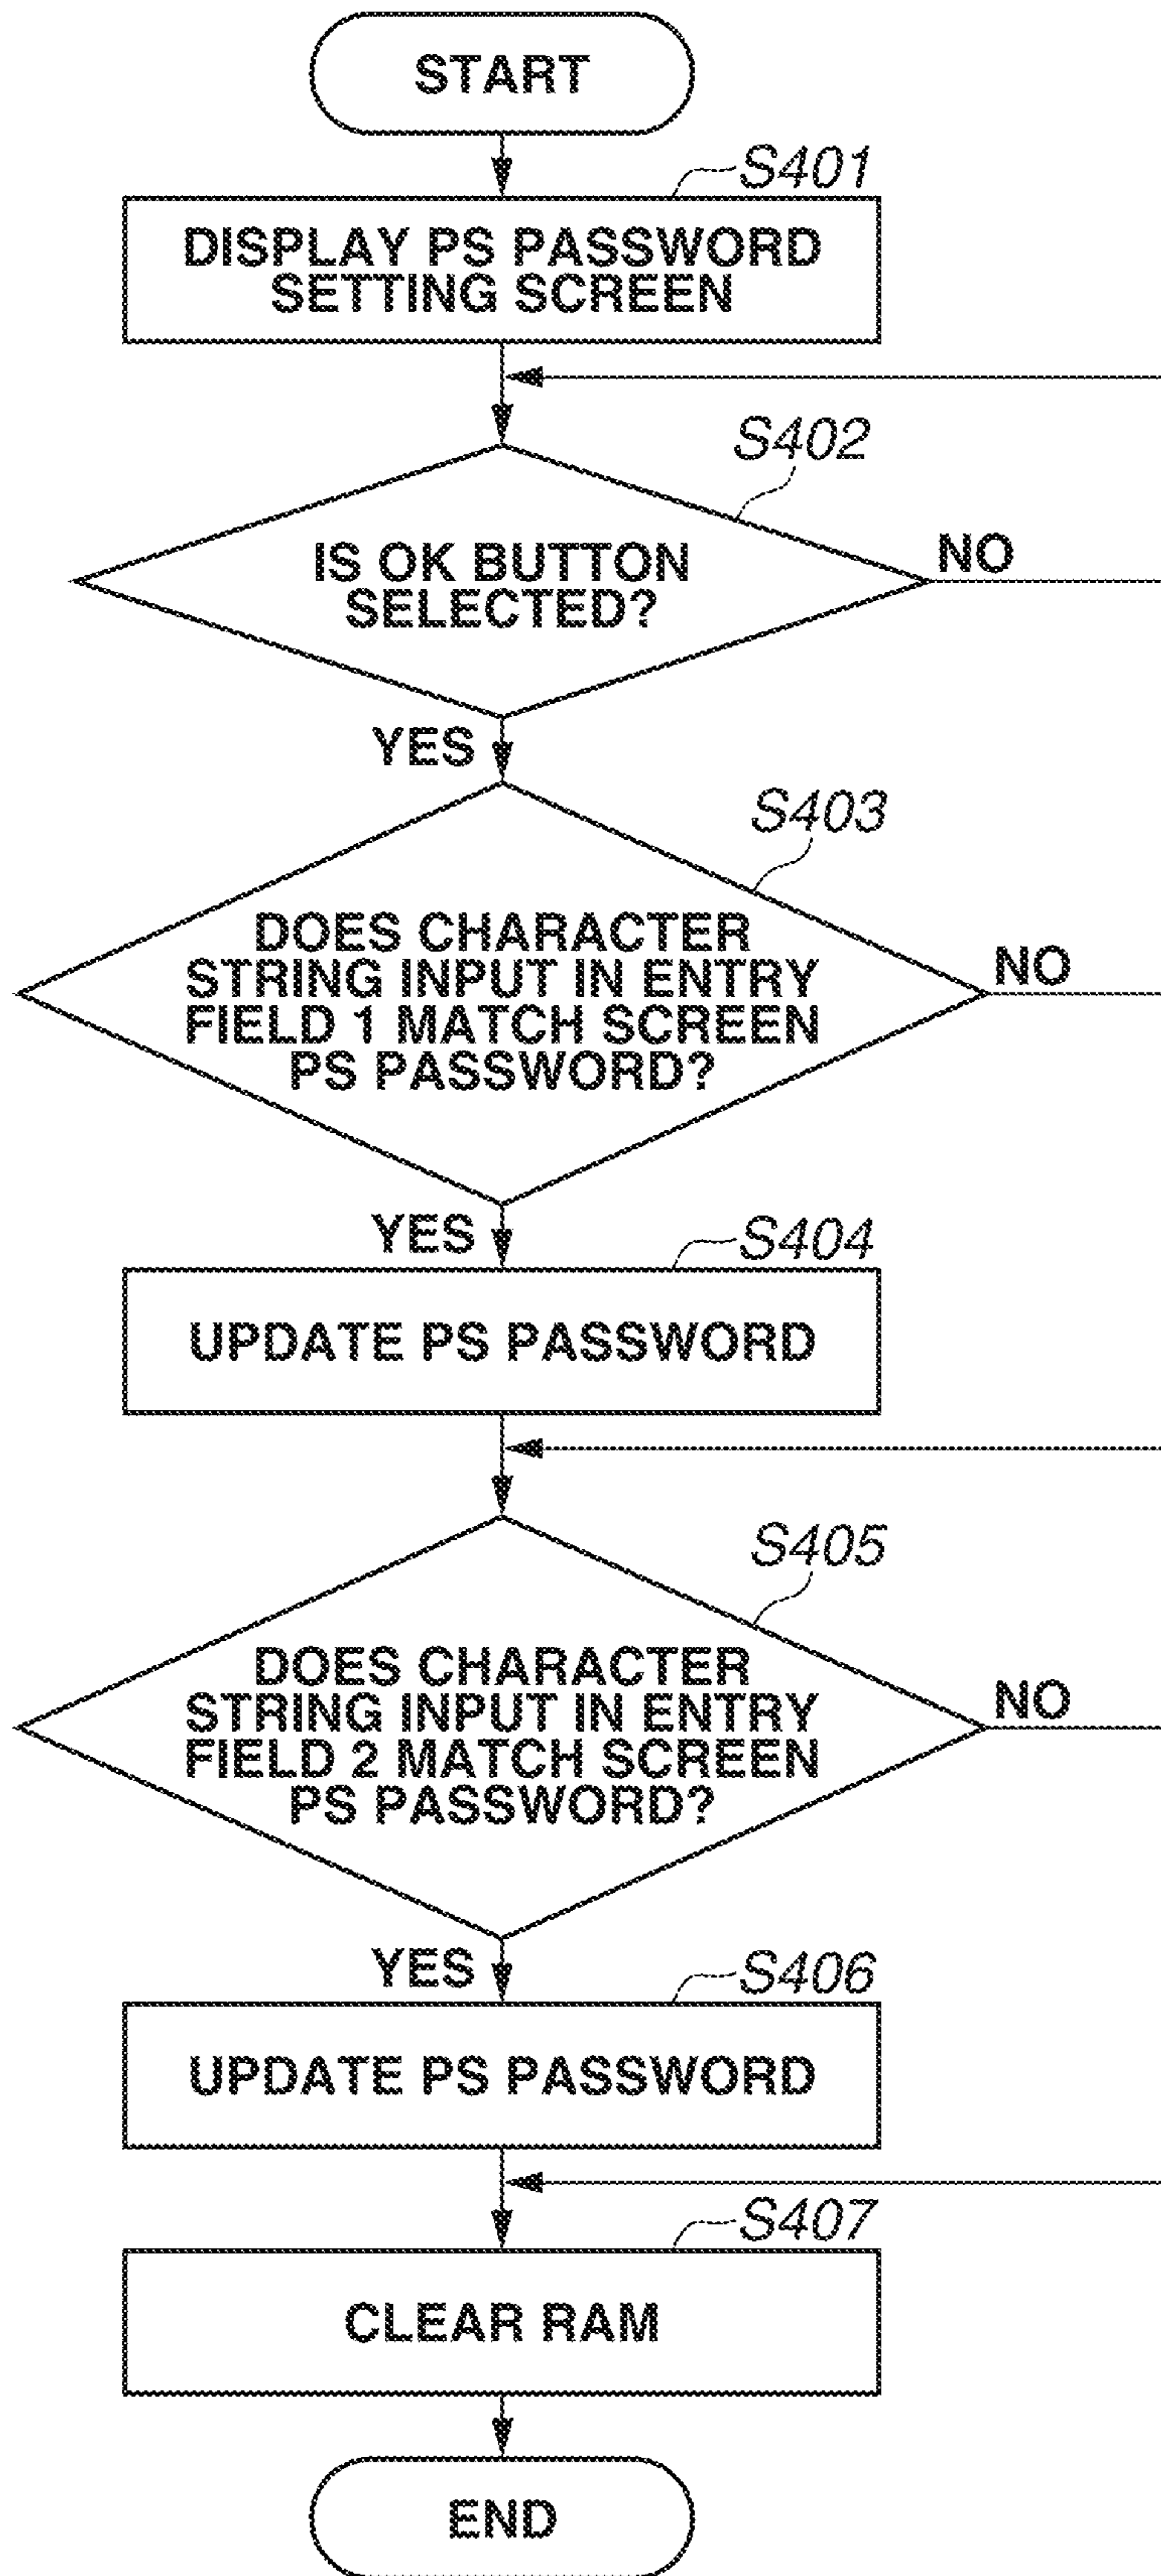 START
S401
DISPLAY PS PASSWORD
SETTING SCREEN
S402
IS OK BUTTON
SELECTED?
NO
YES
S403
DOES CHARACTER
STRING INPUT IN ENTRY
FIELD 1 MATCH SCREEN
PS PASSWORD?
NO
YES
S404
UPDATE PS PASSWORD
S405
DOES CHARACTER
STRING INPUT IN ENTRY
FIELD 2 MATCH SCREEN
PS PASSWORD?
NO
YES
S406
UPDATE PS PASSWORD
S407
CLEAR RAM
END